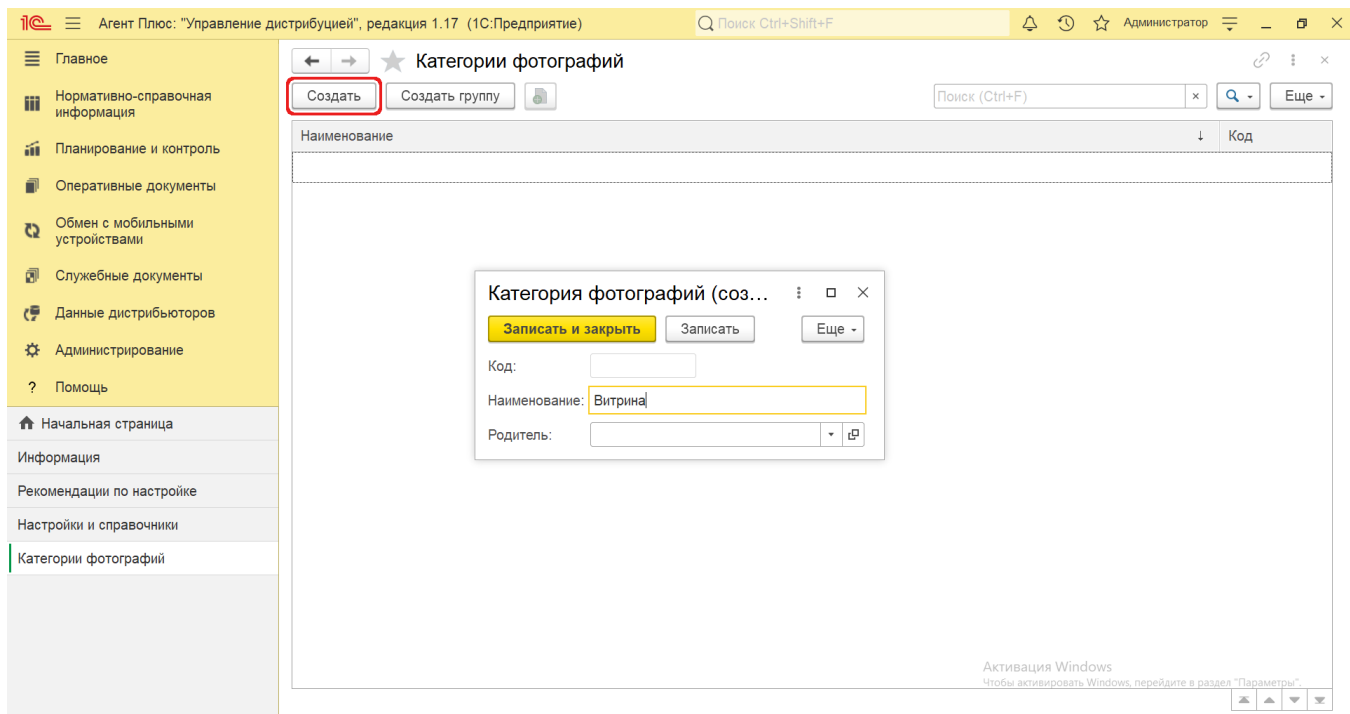 1С Агент Плюс: "Управление дистрибуцией", редакция 1.17 (1С:Предприятие) Поиск Ctrl+Shift+F Администратор
Главное
Нормативно-справочная
информация
Планирование и контроль
Оперативные документы
Обмен с мобильными
устройствами
Служебные документы
Данные дистрибьюторов
Администрирование
? Помощь
Начальная страница
Информация
Рекомендации по настройке
Настройки и справочники
Категории фотографий
Категории фотографий
Создать Создать группу Поиск (Ctrl+F) × Еще
Наименование ↓ Код
Категория фотографий (соз...
Записать и закрыть Записать Еще
Код:
Наименование: Витрина
Родитель:
Активация Windows
Чтобы активировать Windows, перейдите в раздел "Параметры".